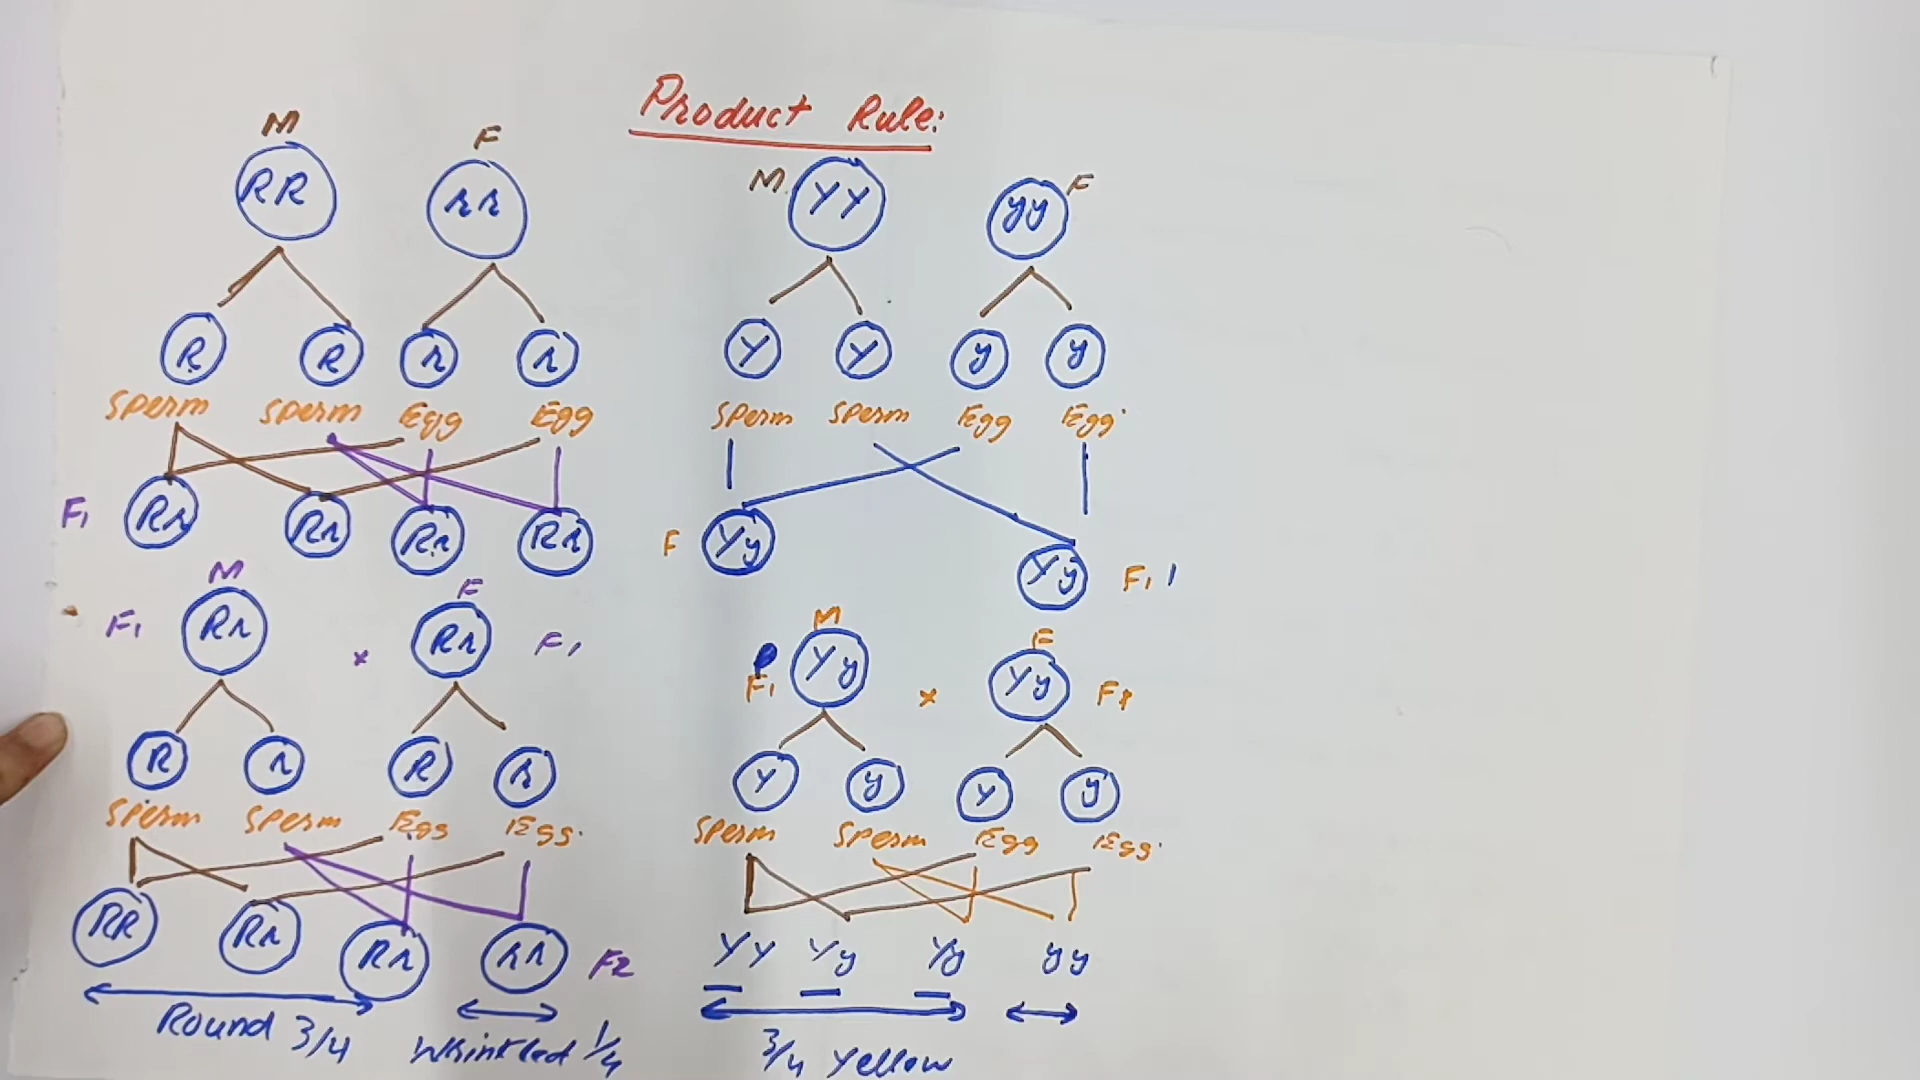 Product Rule:
M F
RR rr
R R r r
Sperm Sperm Egg Egg
F1 Rr Rr Rr Rr
M F
F1 Rr x Rr F1
R r R r
Sperm Sperm Egg Egg.
RR Rr Rr rr F2
Round 3/4 Whrinkled 1/4
M YY yy F
Y Y y y
Sperm Sperm Egg Egg
F Yy Yy F1 1
M F
F1 Yy x Yy F1
Y y Y y
Sperm Sperm Egg Egg.
YY Yy Yy yy
3/4 Yellow